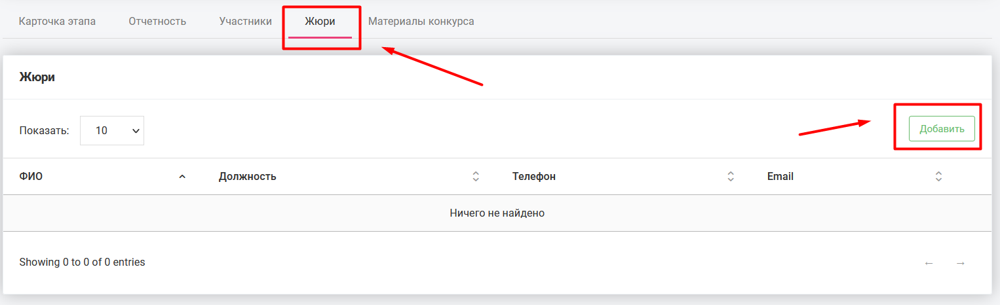 Карточка этапа Отчетность Участники Жюри Материалы конкурса
Жюри
Показать: 10 Добавить
ФИО Должность Телефон Email
Ничего не найдено
Showing 0 to 0 of 0 entries ← →